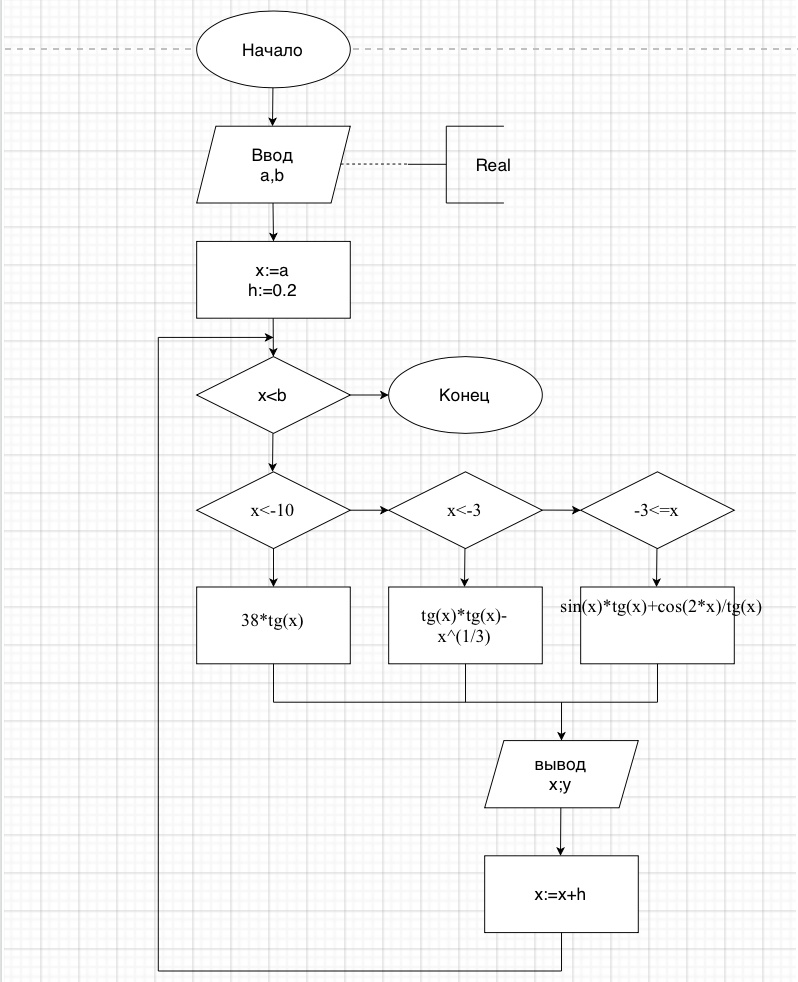 Начало
Ввод
a,b
Real
x:=a
h:=0.2
x<b
Конец
x<-10
x<-3
-3<=x
38*tg(x)
tg(x)*tg(x)-
x^(1/3)
sin(x)*tg(x)+cos(2*x)/tg(x)
вывод
x;y
x:=x+h